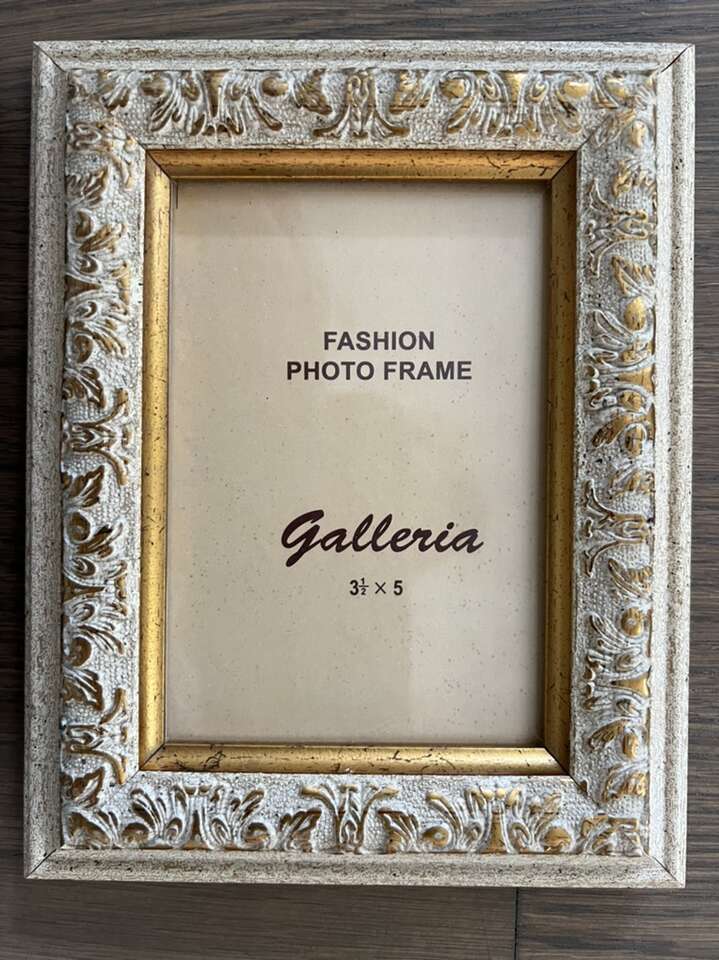 FASHION
PHOTO FRAME
Galleria
3½ × 5